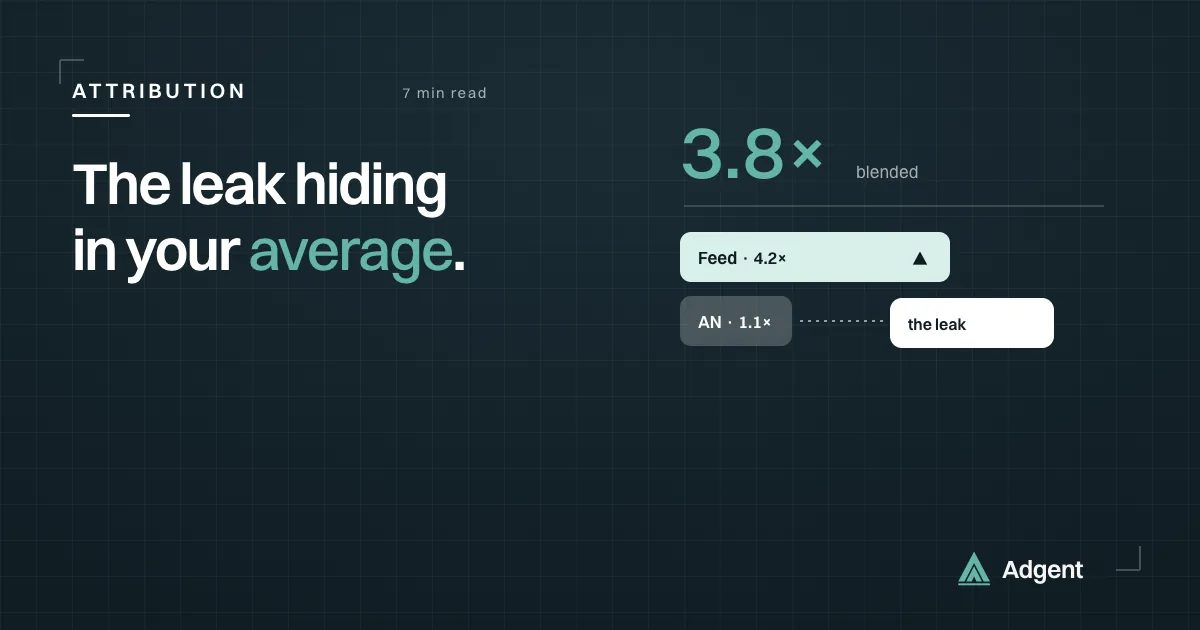 ATTRIBUTION
7 min read
The leak hiding
in your average.
3.8×
blended
Feed · 4.2×
▲
AN · 1.1×
the leak
Adgent